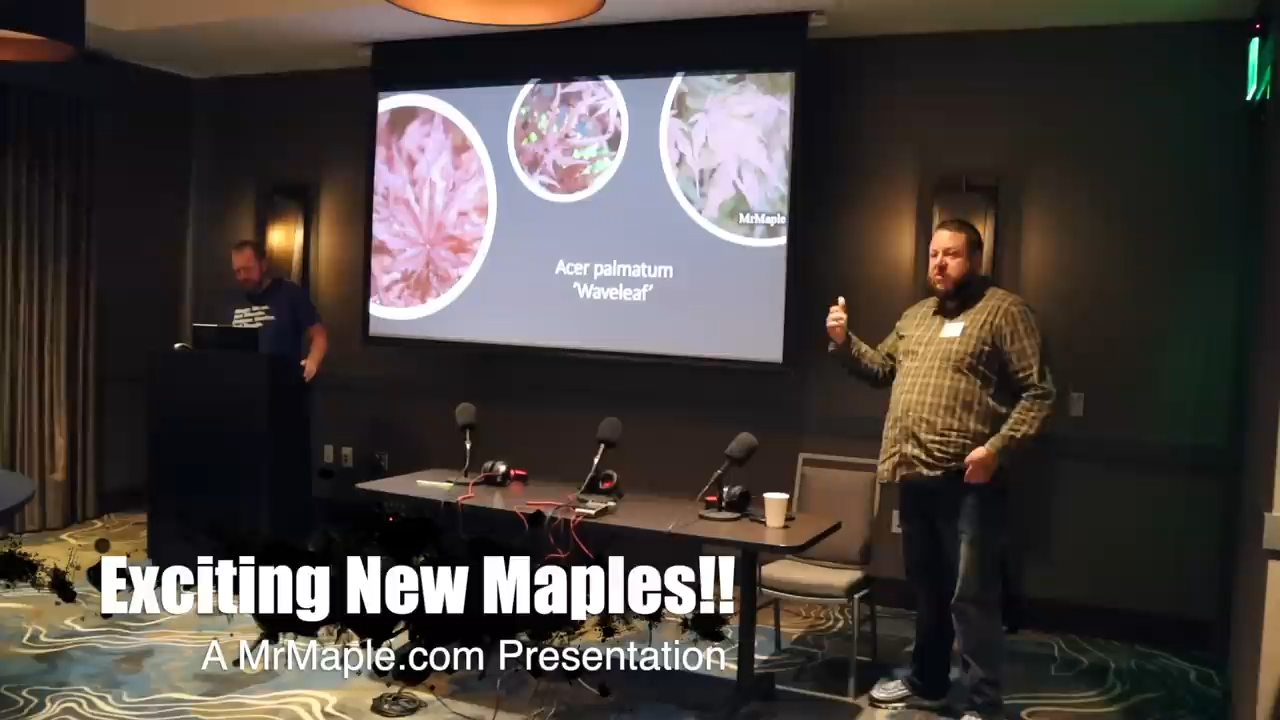 MrMaple
Acer palmatum
'Waveleaf'
Exciting New Maples!!
A MrMaple.com Presentation